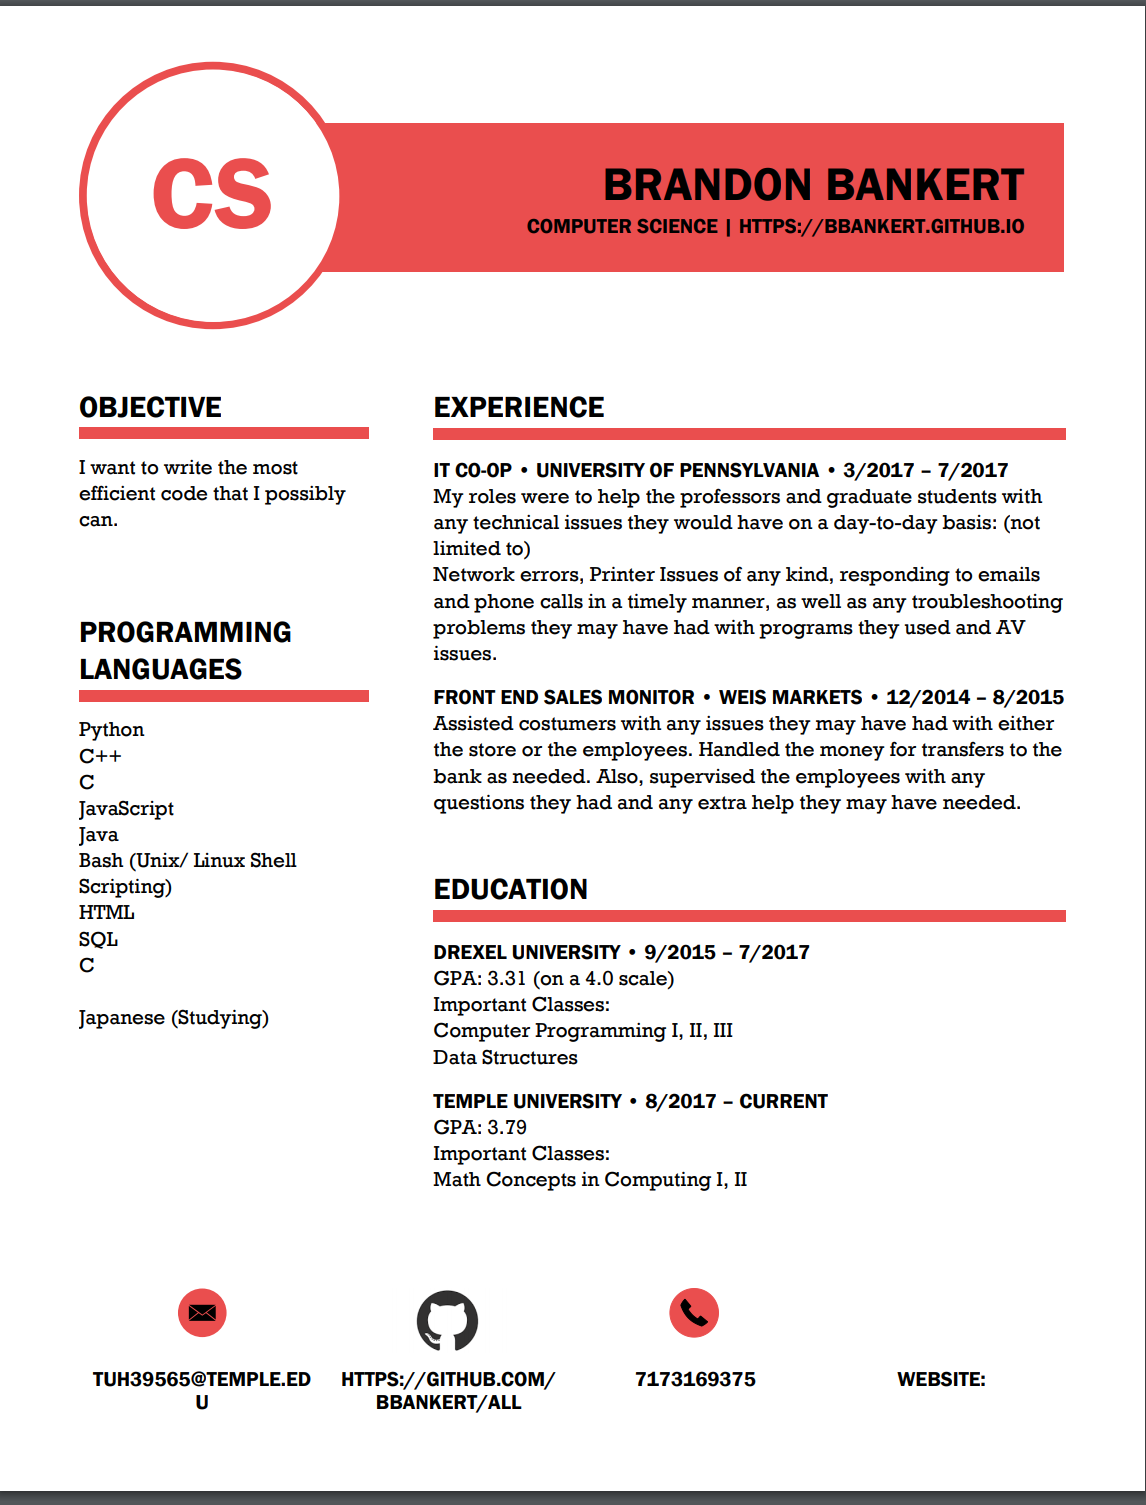 CS
BRANDON BANKERT
COMPUTER SCIENCE | HTTPS://BBANKERT.GITHUB.IO
OBJECTIVE
I want to write the most
efficient code that I possibly
can.
PROGRAMMING
LANGUAGES
Python
C++
C
JavaScript
Java
Bash (Unix/ Linux Shell
Scripting)
HTML
SQL
C
Japanese (Studying)
EXPERIENCE
IT CO-OP • UNIVERSITY OF PENNSYLVANIA • 3/2017 – 7/2017
My roles were to help the professors and graduate students with
any technical issues they would have on a day-to-day basis: (not
limited to)
Network errors, Printer Issues of any kind, responding to emails
and phone calls in a timely manner, as well as any troubleshooting
problems they may have had with programs they used and AV
issues.
FRONT END SALES MONITOR • WEIS MARKETS • 12/2014 – 8/2015
Assisted costumers with any issues they may have had with either
the store or the employees. Handled the money for transfers to the
bank as needed. Also, supervised the employees with any
questions they had and any extra help they may have needed.
EDUCATION
DREXEL UNIVERSITY • 9/2015 – 7/2017
GPA: 3.31 (on a 4.0 scale)
Important Classes:
Computer Programming I, II, III
Data Structures
TEMPLE UNIVERSITY • 8/2017 – CURRENT
GPA: 3.79
Important Classes:
Math Concepts in Computing I, II
TUH39565@TEMPLE.ED
U
HTTPS://GITHUB.COM/
BBANKERT/ALL
7173169375
WEBSITE: